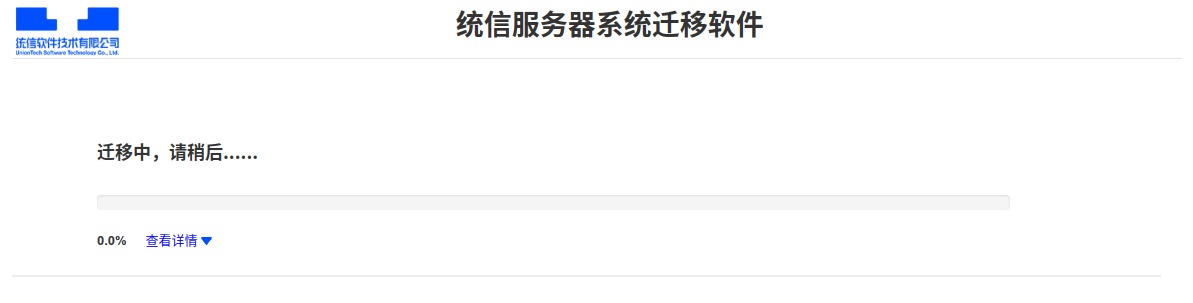 统信服务器系统迁移软件
统信软件技术有限公司
UnionTech Software Technology Co., Ltd.
迁移中，请稍后......
0.0% 查看详情